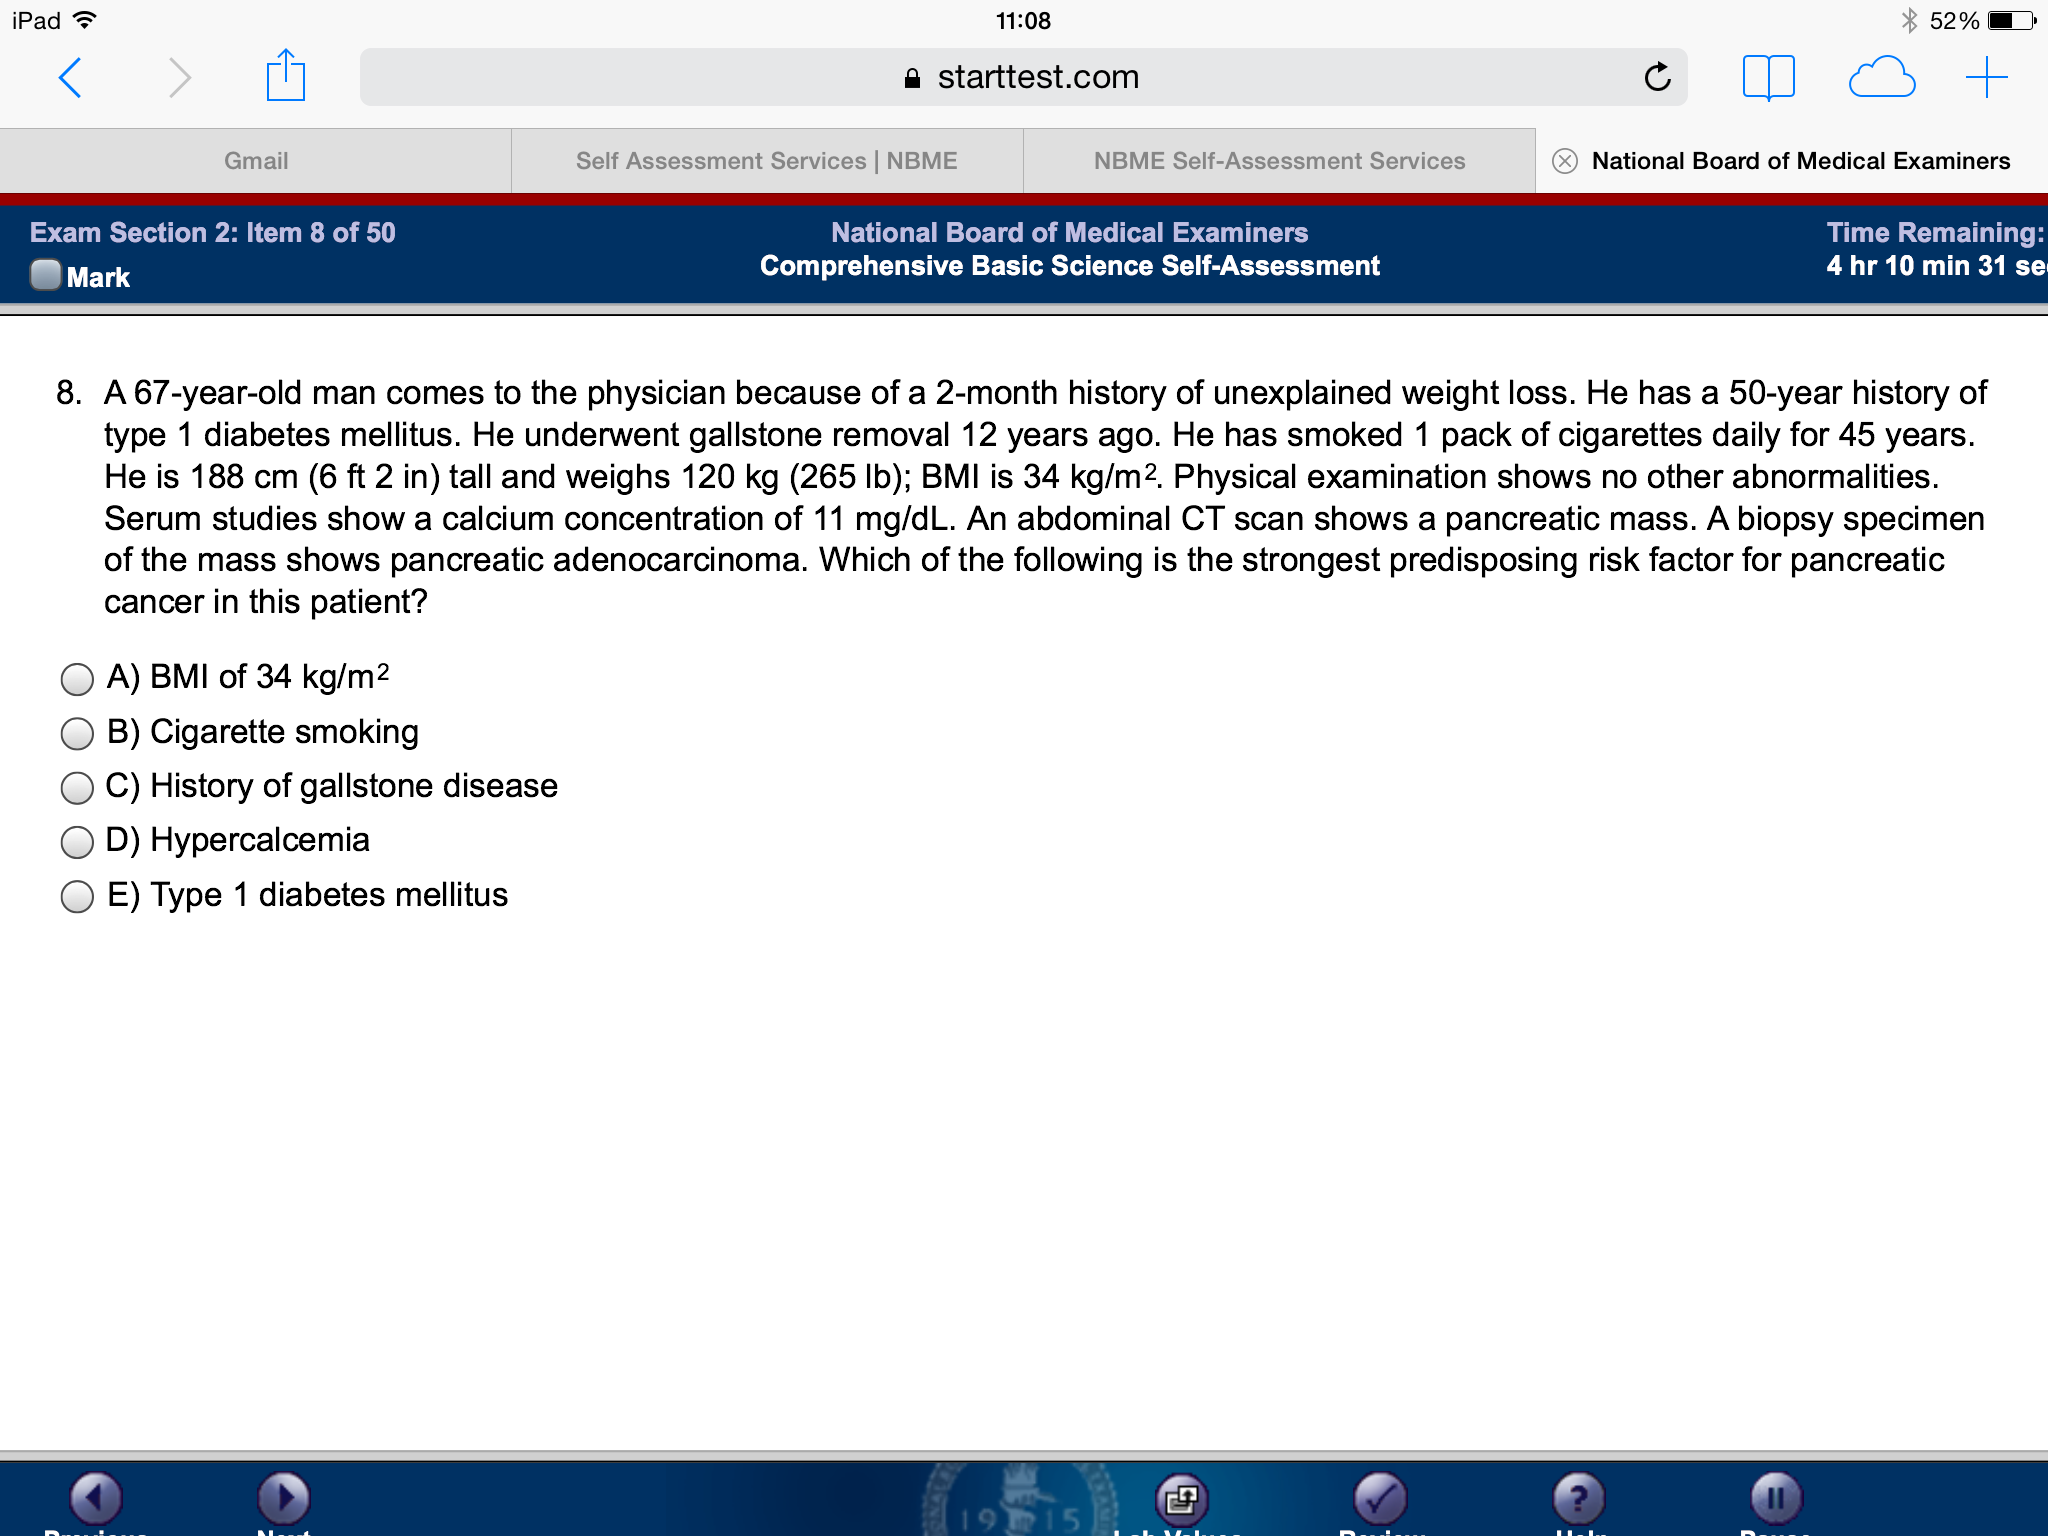 iPad 11:08 52%
starttest.com
Gmail Self Assessment Services | NBME NBME Self-Assessment Services National Board of Medical Examiners
Exam Section 2: Item 8 of 50 National Board of Medical Examiners Time Remaining:
Mark Comprehensive Basic Science Self-Assessment 4 hr 10 min 31 se
8. A 67-year-old man comes to the physician because of a 2-month history of unexplained weight loss. He has a 50-year history of
type 1 diabetes mellitus. He underwent gallstone removal 12 years ago. He has smoked 1 pack of cigarettes daily for 45 years.
He is 188 cm (6 ft 2 in) tall and weighs 120 kg (265 lb); BMI is 34 kg/m². Physical examination shows no other abnormalities.
Serum studies show a calcium concentration of 11 mg/dL. An abdominal CT scan shows a pancreatic mass. A biopsy specimen
of the mass shows pancreatic adenocarcinoma. Which of the following is the strongest predisposing risk factor for pancreatic
cancer in this patient?
A) BMI of 34 kg/m²
B) Cigarette smoking
C) History of gallstone disease
D) Hypercalcemia
E) Type 1 diabetes mellitus
1915
Previous Next Lab Values Review Help Pause